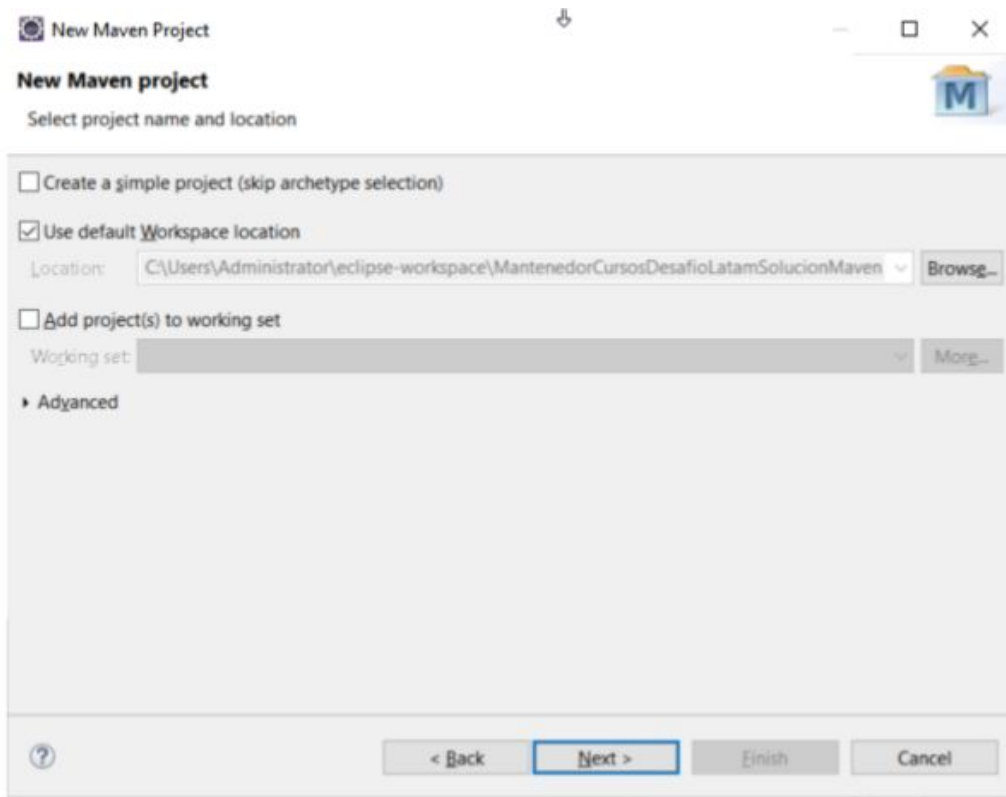 New Maven Project
New Maven project
M
Select project name and location
Create a simple project (skip archetype selection)
Use default Workspace location
Location: C:\Users\Administrator\eclipse-workspace\MantenedorCursosDesafioLatamSolucionMaven Browse...
Add project(s) to working set
Working set: More...
Advanced
? < Back Next > Finish Cancel